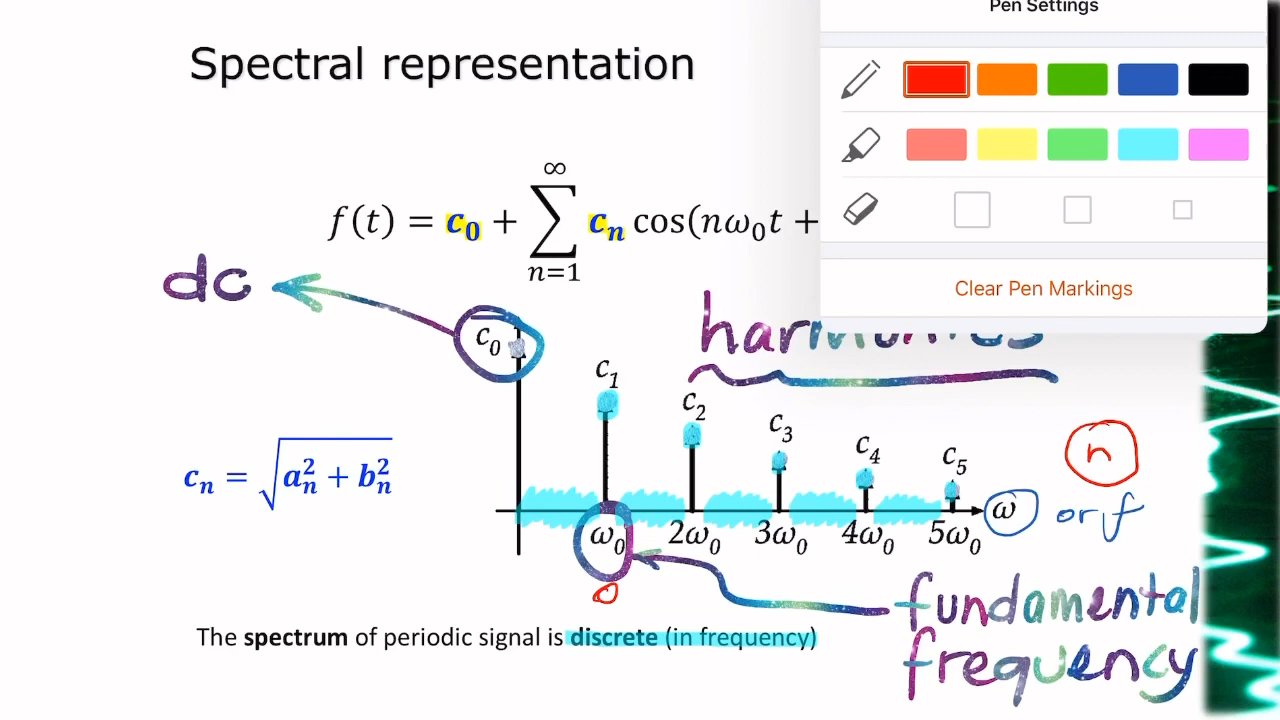 Pen Settings
Spectral representation
∞
f(t) = c₀ + ∑ cₙ cos(nω₀t +
n=1
Clear Pen Markings
dc
harmonics
c₀
c₁
c₂
c₃
c₄
c₅
n
cₙ = √(aₙ² + bₙ²)
ω₀ 2ω₀ 3ω₀ 4ω₀ 5ω₀ ω or f
fundamental
The spectrum of periodic signal is discrete (in frequency)
frequency